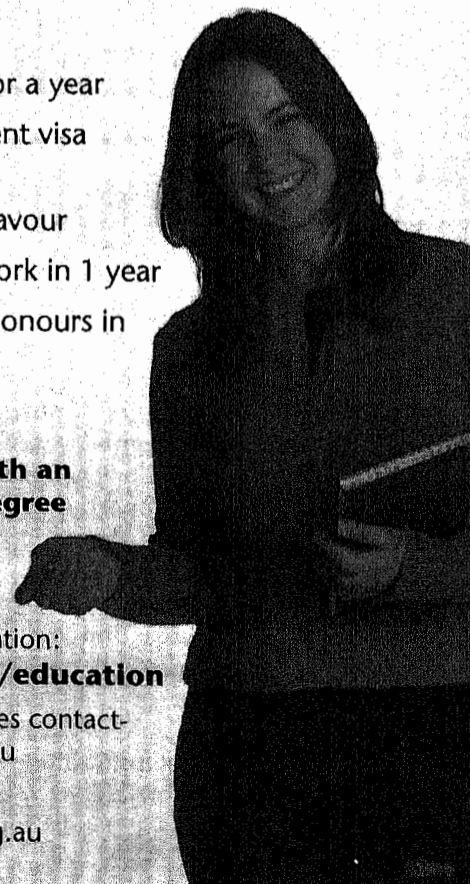 or a year
ent visa
avour
ork in 1 year
onours in
th an
egree
tion:
/education
es contact-
u
g.au